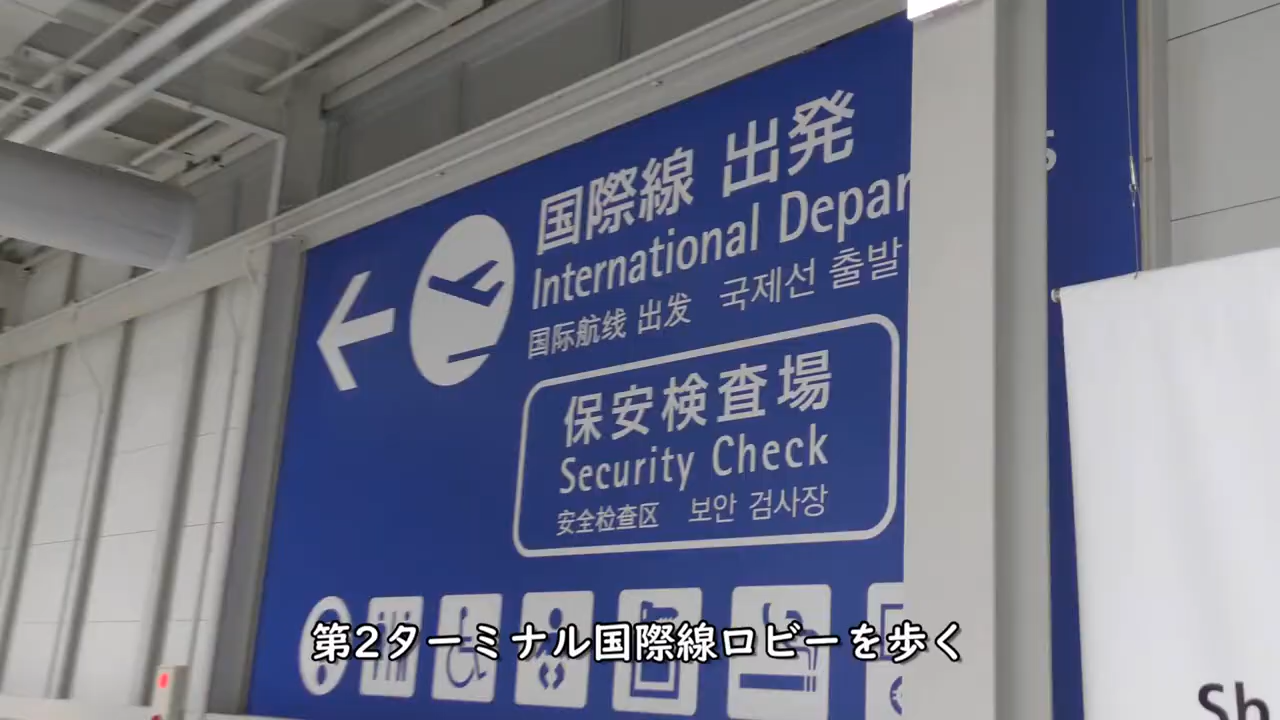 国際線 出発
International Depar
国际航线 出发 국제선 출발
保安検査場
Security Check
安全检查区 보안 검사장
5
Sh
第2ターミナル国際線ロビーを歩く